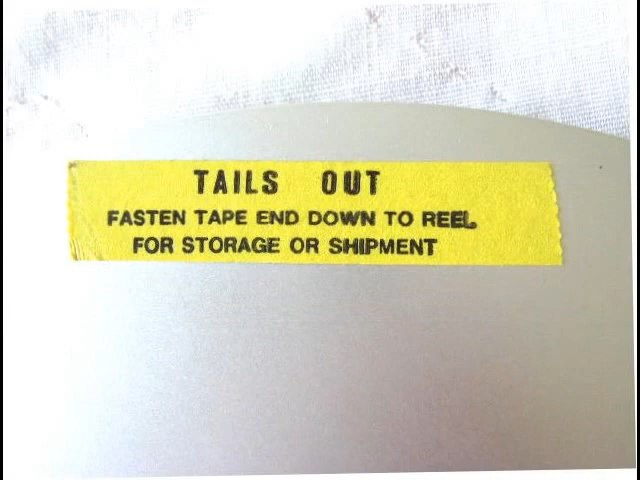 TAILS OUT
FASTEN TAPE END DOWN TO REEL
FOR STORAGE OR SHIPMENT